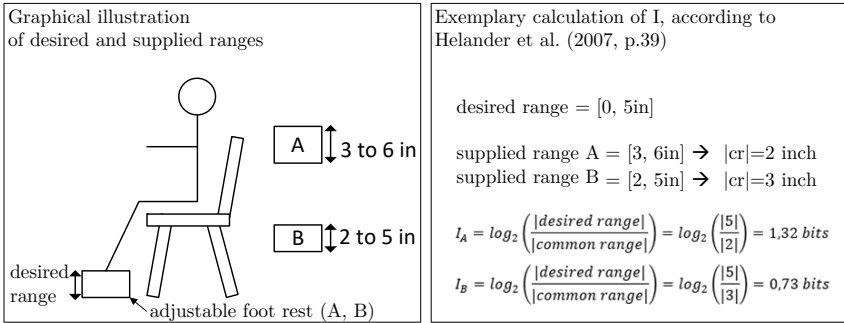 Graphical illustration
of desired and supplied ranges
A
3 to 6 in
B
2 to 5 in
desired
range
adjustable foot rest (A, B)
Exemplary calculation of I, according to
Helander et al. (2007, p.39)
desired range = [0, 5in]
supplied range A = [3, 6in] → |cr|=2 inch
supplied range B = [2, 5in] → |cr|=3 inch
I_A = log_2 (|desired range| / |common range|) = log_2 (|5| / |2|) = 1,32 bits
I_B = log_2 (|desired range| / |common range|) = log_2 (|5| / |3|) = 0,73 bits